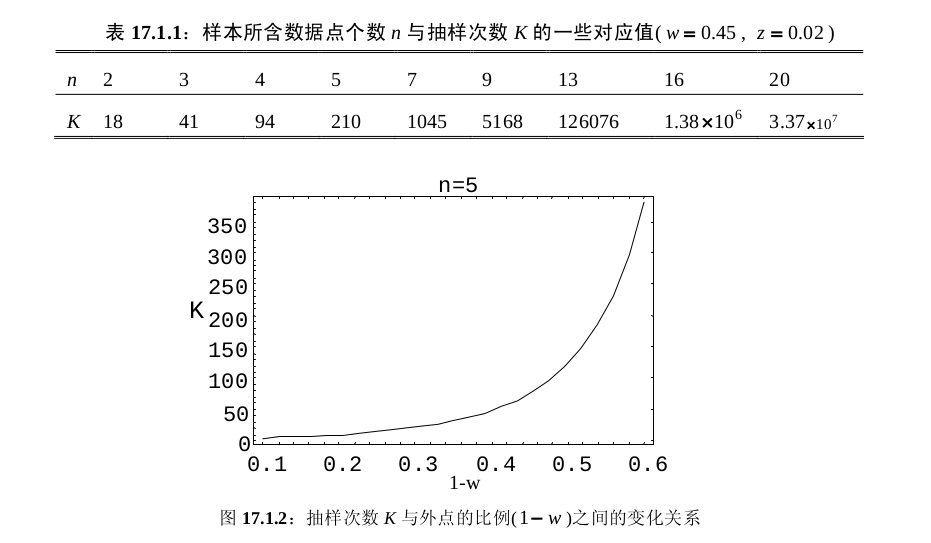 表 17.1.1：样本所含数据点个数 n 与抽样次数 K 的一些对应值( w = 0.45 , z = 0.02 )
n 2 3 4 5 7 9 13 16 20
K 18 41 94 210 1045 5168 126076 1.38×10⁶ 3.37×10⁷
n=5
350
300
250
K
200
150
100
50
0
0.1 0.2 0.3 0.4 0.5 0.6
1-w
图 17.1.2：抽样次数 K 与外点的比例(1− w )之间的变化关系